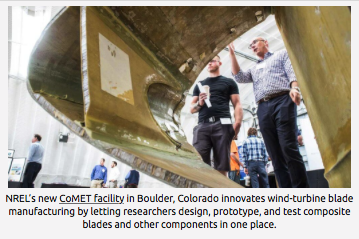 NREL's new CoMET facility in Boulder, Colorado innovates wind-turbine blade
manufacturing by letting researchers design, prototype, and test composite
blades and other components in one place.